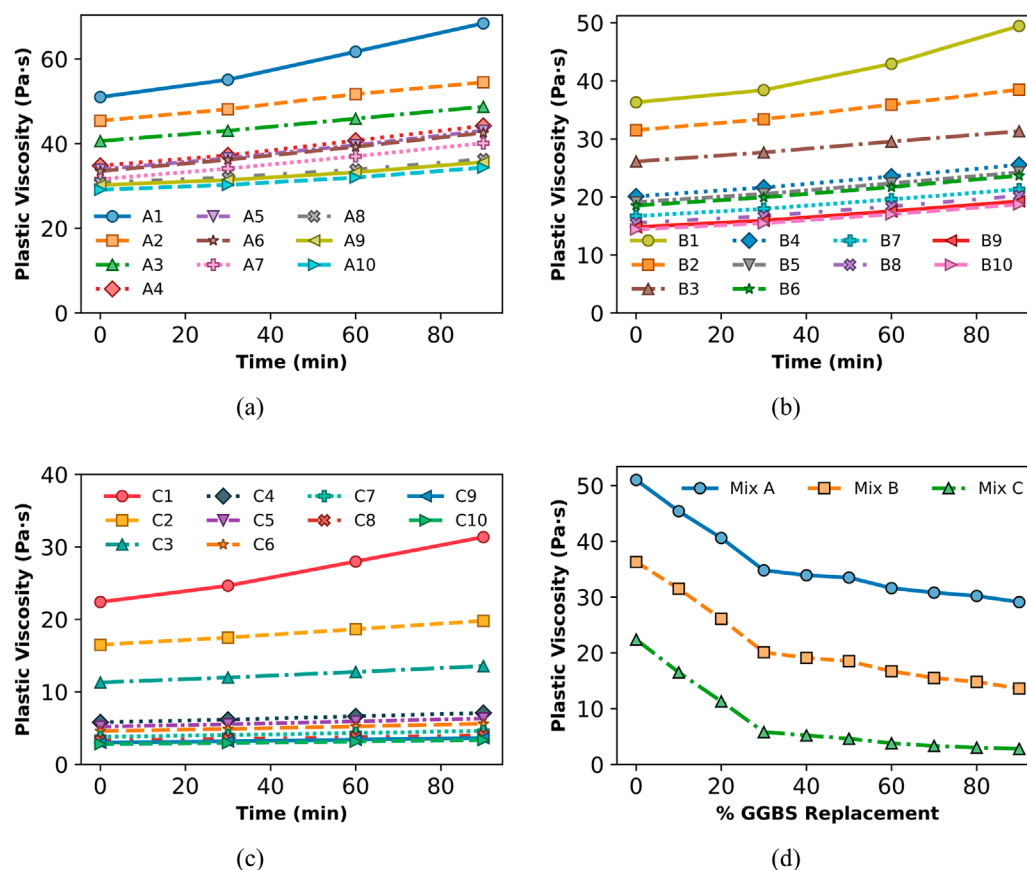 Plastic Viscosity (Pa·s)
60
40
20
0
A1 A5 A8
A2 A6 A9
A3 A7 A10
A4
0 20 40 60 80
Time (min)
(a)
Plastic Viscosity (Pa·s)
50
40
30
20
10
0
B1 B4 B7 B9
B2 B5 B8 B10
B3 B6
0 20 40 60 80
Time (min)
(b)
Plastic Viscosity (Pa·s)
40
30
20
10
0
C1 C4 C7 C9
C2 C5 C8 C10
C3 C6
0 20 40 60 80
Time (min)
(c)
Plastic Viscosity (Pa·s)
50
40
30
20
10
0
Mix A Mix B Mix C
0 20 40 60 80
% GGBS Replacement
(d)